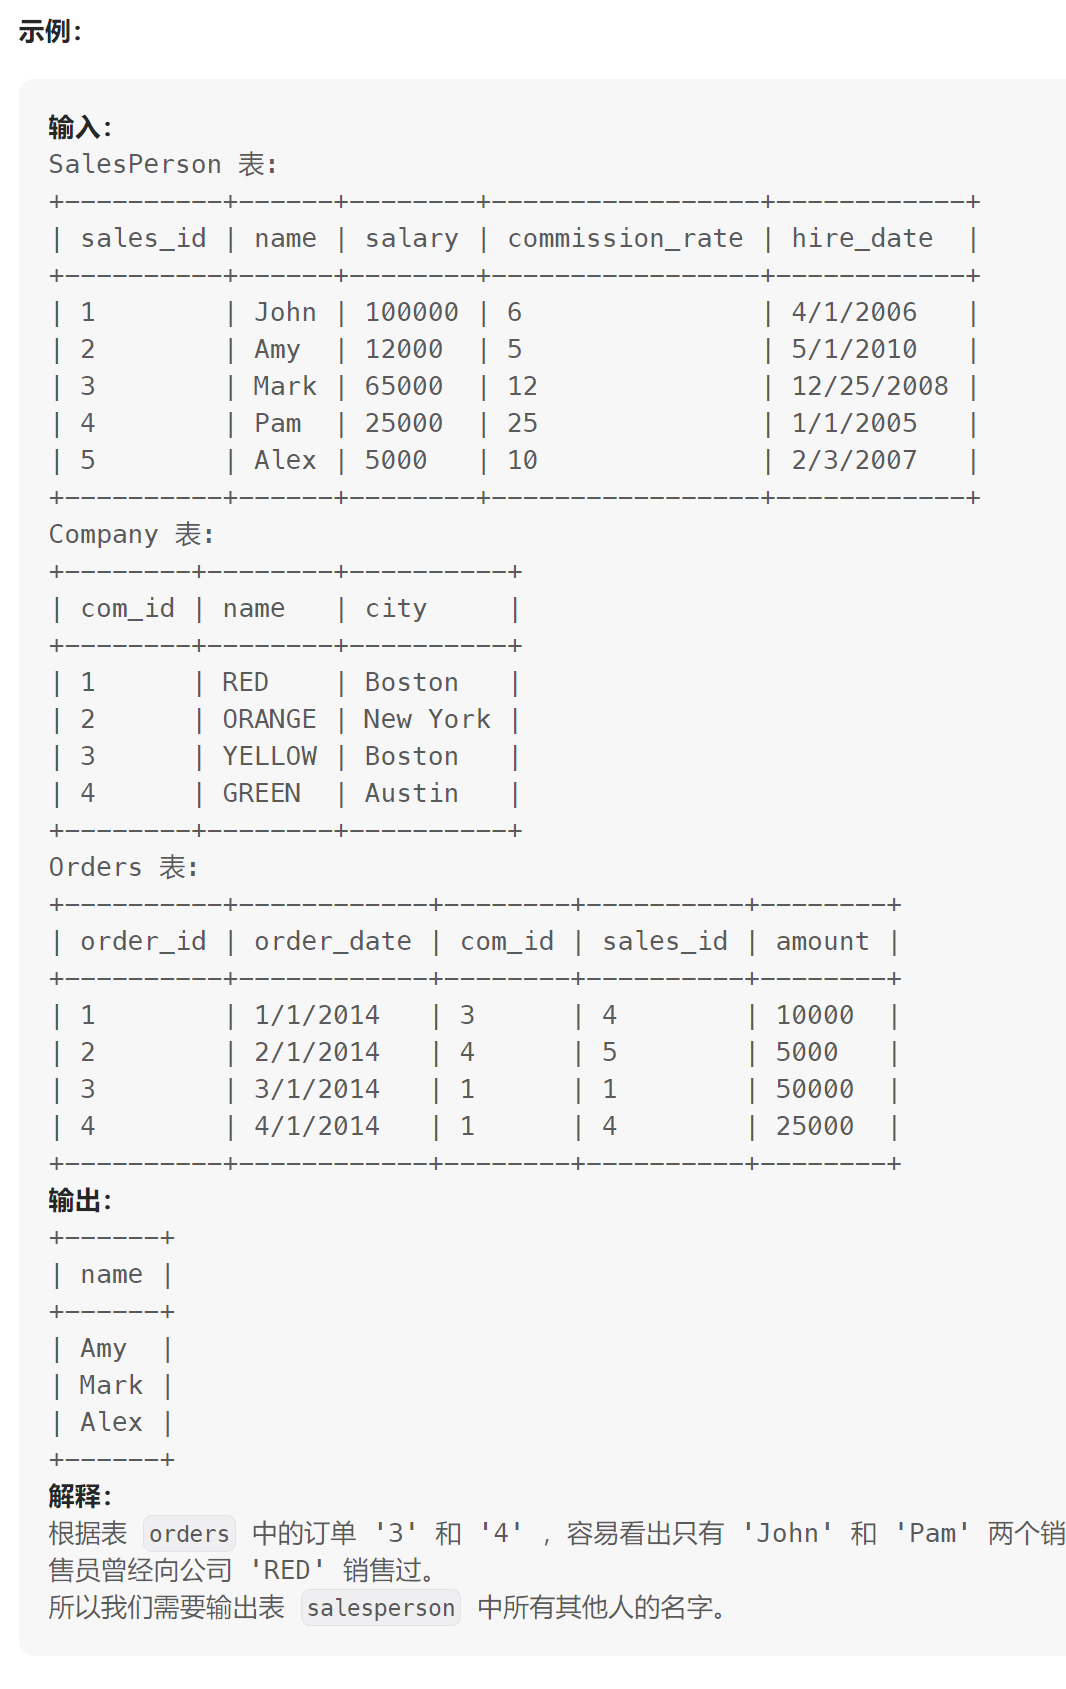 示例：
输入：
SalesPerson 表:
+----------+------+--------+-----------------+------------+
| sales_id | name | salary | commission_rate | hire_date  |
+----------+------+--------+-----------------+------------+
| 1        | John | 100000 | 6               | 4/1/2006   |
| 2        | Amy  | 12000  | 5               | 5/1/2010   |
| 3        | Mark | 65000  | 12              | 12/25/2008 |
| 4        | Pam  | 25000  | 25              | 1/1/2005   |
| 5        | Alex | 5000   | 10              | 2/3/2007   |
+----------+------+--------+-----------------+------------+
Company 表:
+--------+--------+----------+
| com_id | name   | city     |
+--------+--------+----------+
| 1      | RED    | Boston   |
| 2      | ORANGE | New York |
| 3      | YELLOW | Boston   |
| 4      | GREEN  | Austin   |
+--------+--------+----------+
Orders 表:
+----------+------------+--------+----------+--------+
| order_id | order_date | com_id | sales_id | amount |
+----------+------------+--------+----------+--------+
| 1        | 1/1/2014   | 3      | 4        | 10000  |
| 2        | 2/1/2014   | 4      | 5        | 5000   |
| 3        | 3/1/2014   | 1      | 1        | 50000  |
| 4        | 4/1/2014   | 1      | 4        | 25000  |
+----------+------------+--------+----------+--------+
输出：
+------+
| name |
+------+
| Amy  |
| Mark |
| Alex |
+------+
解释：
根据表 orders 中的订单 '3' 和 '4' ，容易看出只有 'John' 和 'Pam' 两个销
售员曾经向公司 'RED' 销售过。
所以我们需要输出表 salesperson 中所有其他人的名字。